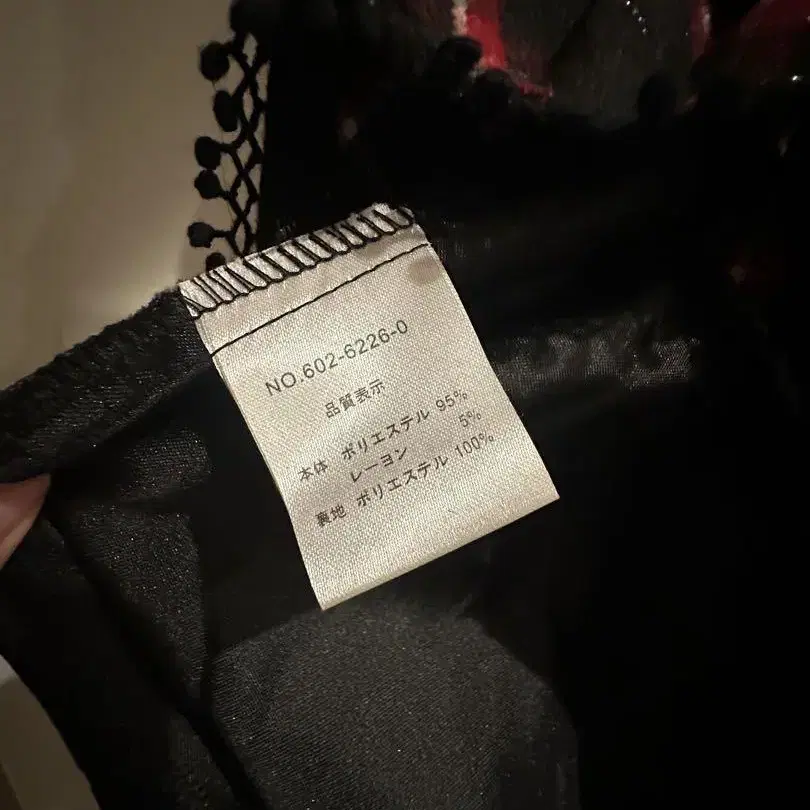 NO.602-6226-0
品質表示
本体 ポリエステル 95%
レーヨン 5%
裏地 ポリエステル 100%